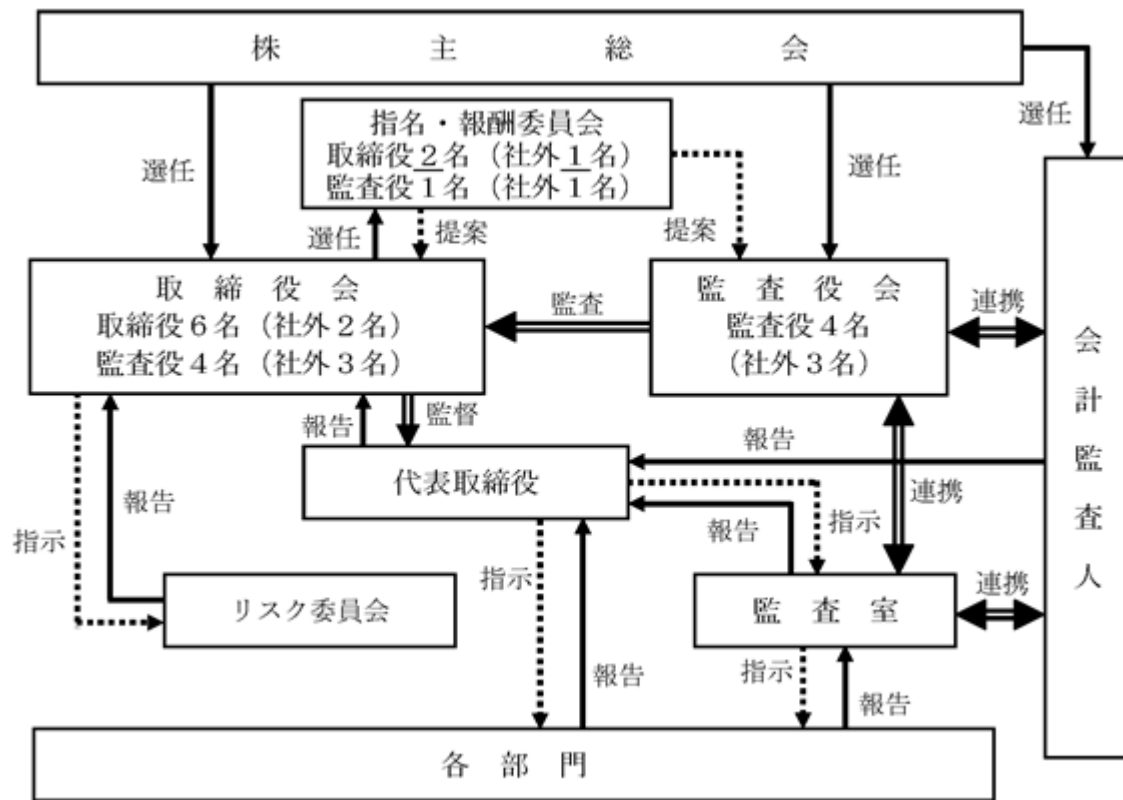 株主総会
選任
指名・報酬委員会
取締役2名（社外1名）
監査役1名（社外1名）
選任
選任
選任
提案
提案
取締役会
取締役6名（社外2名）
監査役4名（社外3名）
監査
監査役会
監査役4名
（社外3名）
連携
会計監査人
報告
監督
報告
代表取締役
報告
連携
指示
報告
指示
指示
リスク委員会
監査室
連携
報告
指示
報告
各部門